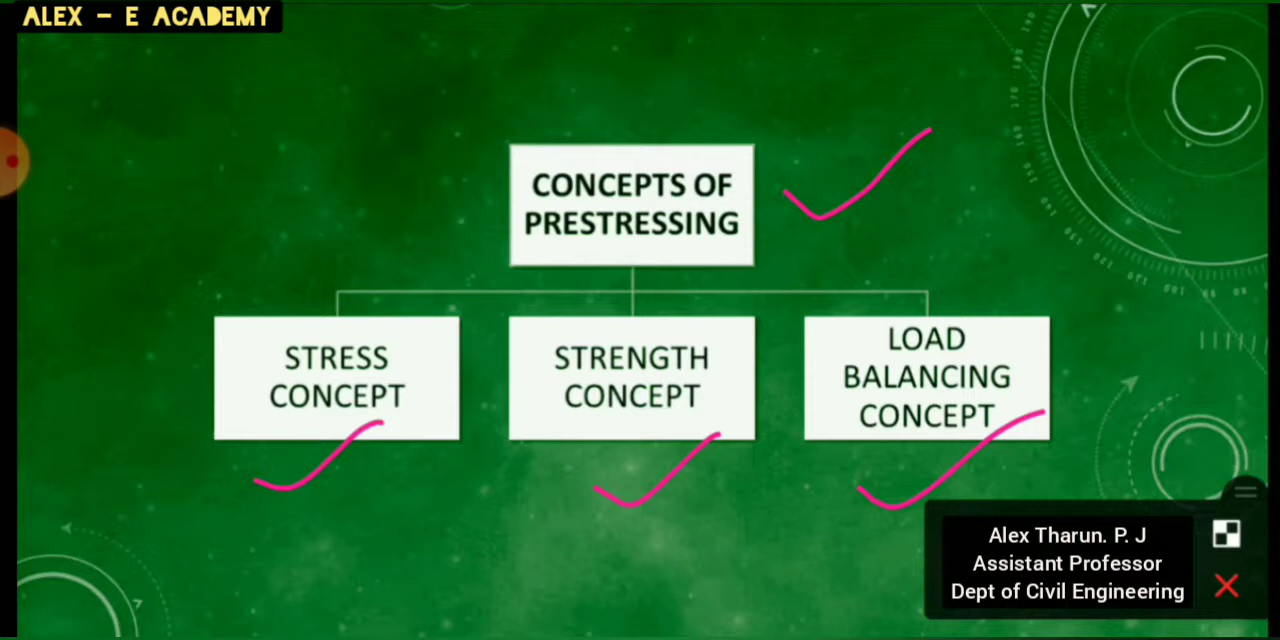 ALEX - E ACADEMY
CONCEPTS OF
PRESTRESSING
STRESS
CONCEPT
STRENGTH
CONCEPT
LOAD
BALANCING
CONCEPT
Alex Tharun. P. J
Assistant Professor
Dept of Civil Engineering